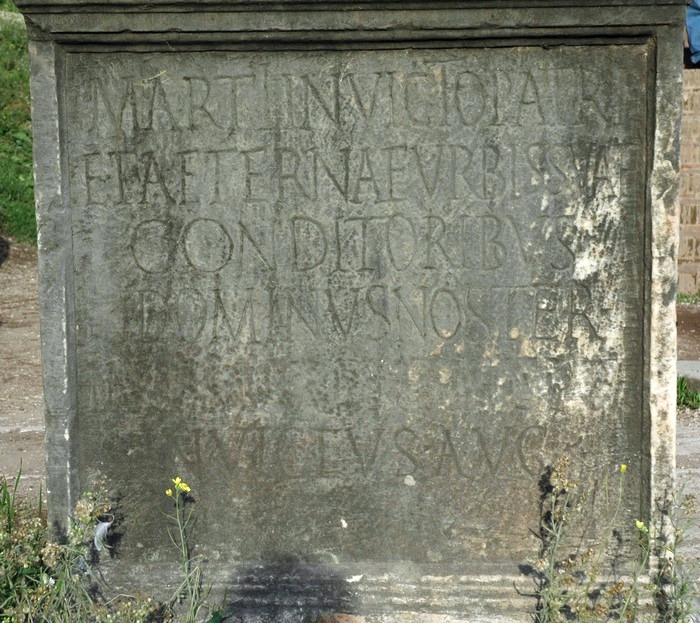 MARTI INVICTO PATRI
ET AETERNAE VRBIS SVAE
CONDITORIBVS
DOMINVS NOSTER
INVICTVS AVG